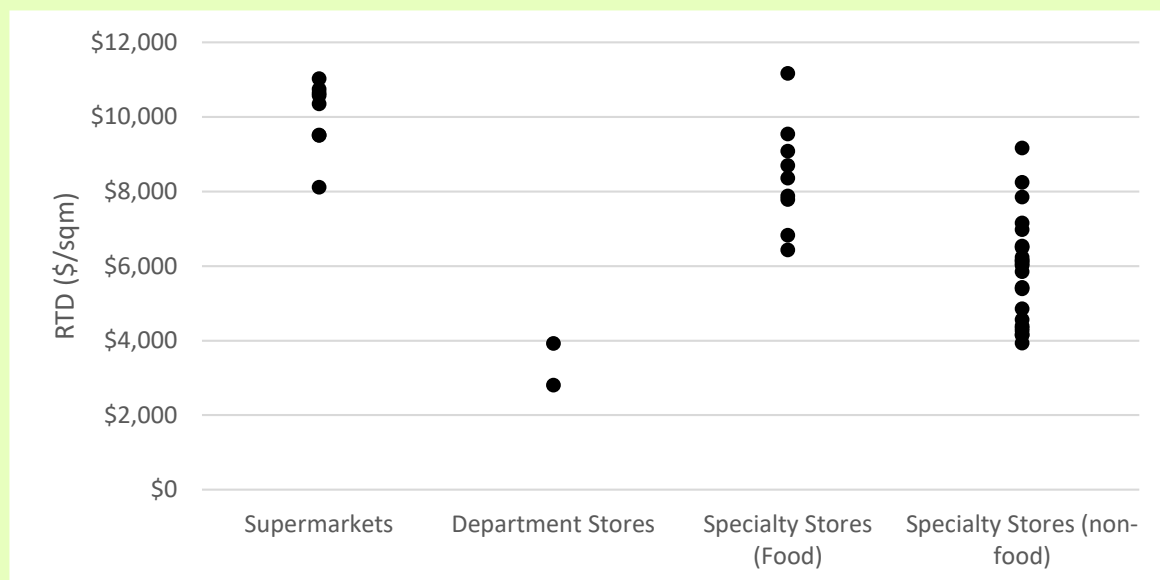 $12,000
$10,000
$8,000
$6,000
$4,000
$2,000
$0
RTD ($/sqm)
Supermarkets
Department Stores
Specialty Stores
(Food)
Specialty Stores (non-
food)